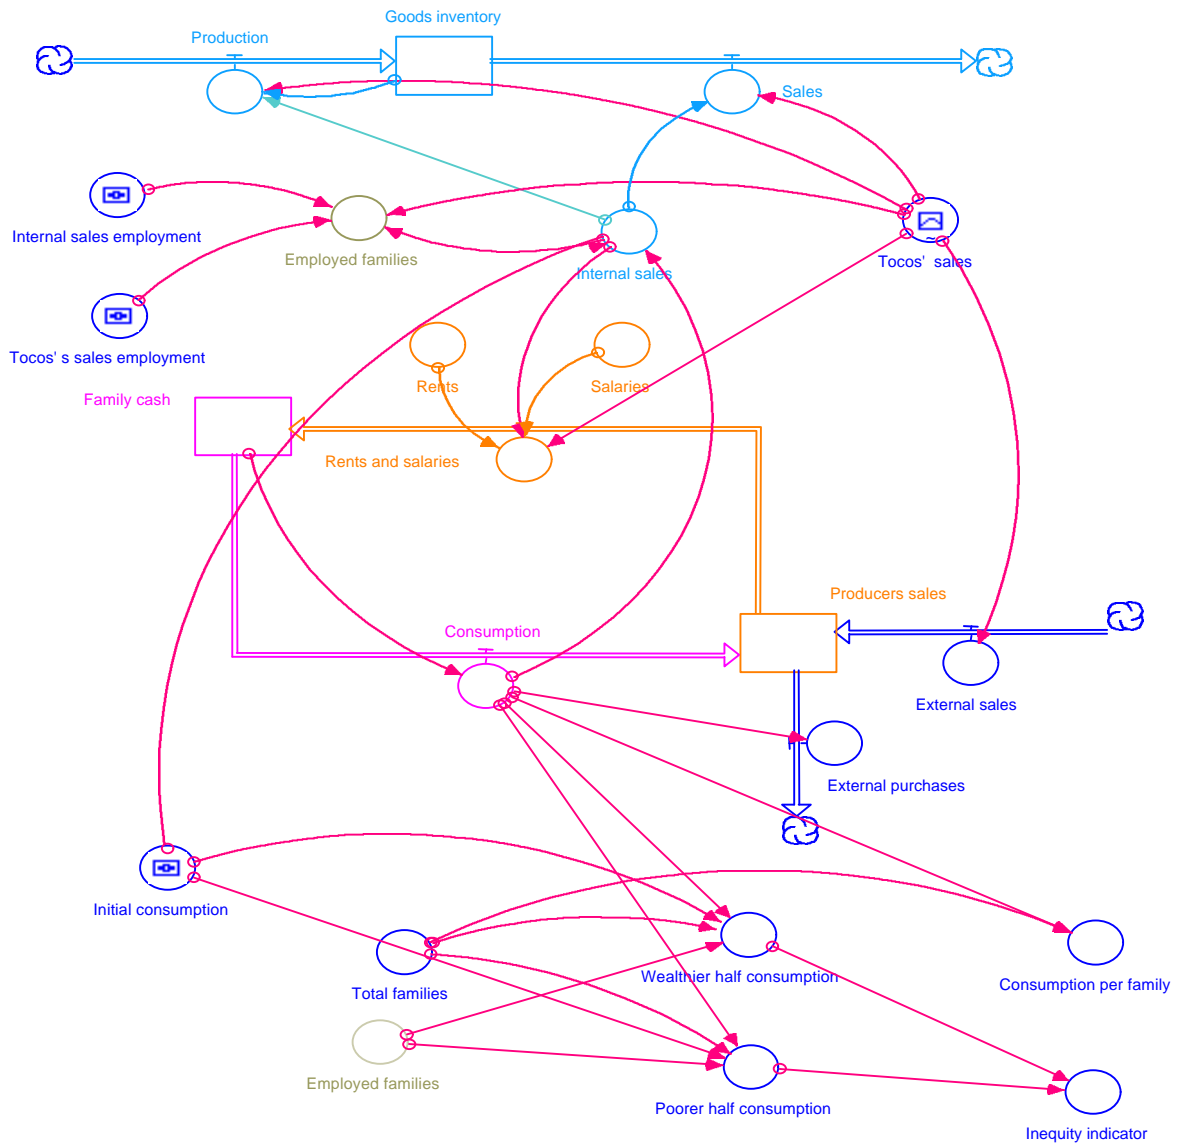 Goods inventory
Production
Sales
Internal sales employment
Employed families
Internal sales
Tocos'  sales
Tocos' s sales employment
Rents
Salaries
Family cash
Rents and salaries
Producers sales
Consumption
External sales
External purchases
Initial consumption
Total families
Wealthier half consumption
Consumption per family
Employed families
Poorer half consumption
Inequity indicator